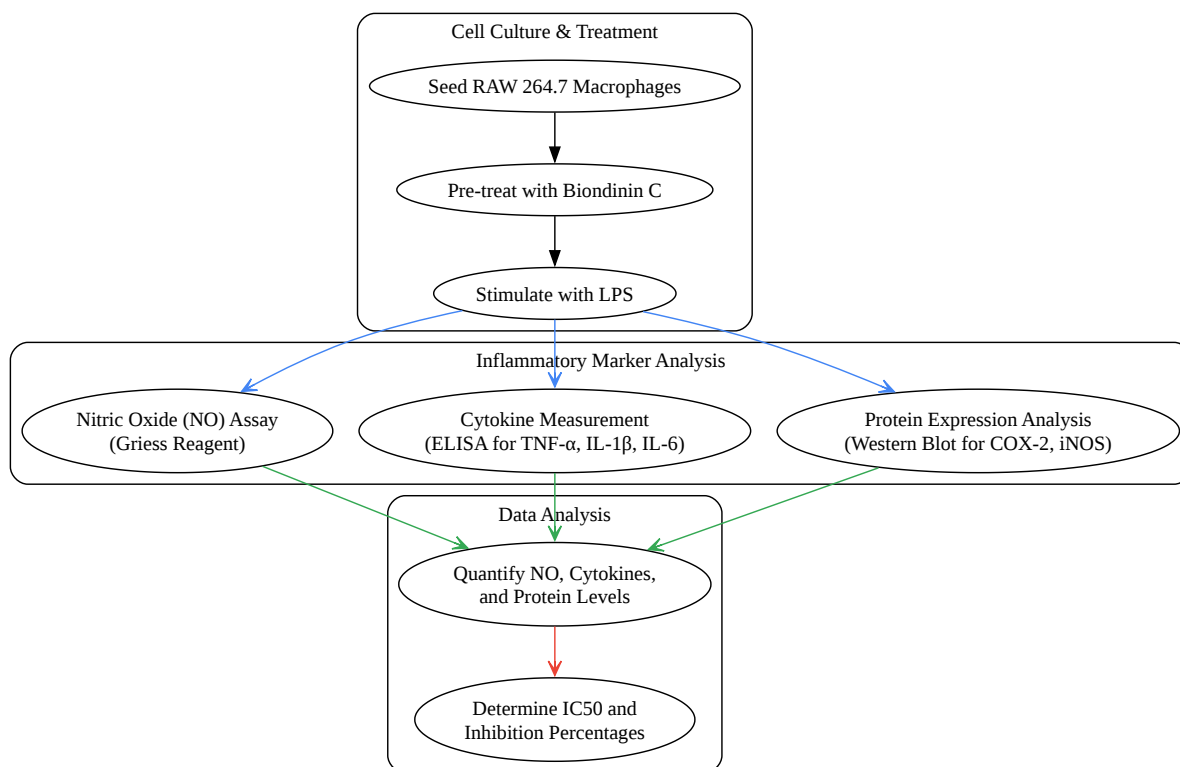 Cell Culture & Treatment
Seed RAW 264.7 Macrophages
Pre-treat with Biondinin C
Stimulate with LPS
Inflammatory Marker Analysis
Nitric Oxide (NO) Assay
(Griess Reagent)
Cytokine Measurement
(ELISA for TNF-α, IL-1β, IL-6)
Protein Expression Analysis
(Western Blot for COX-2, iNOS)
Data Analysis
Quantify NO, Cytokines,
and Protein Levels
Determine IC50 and
Inhibition Percentages